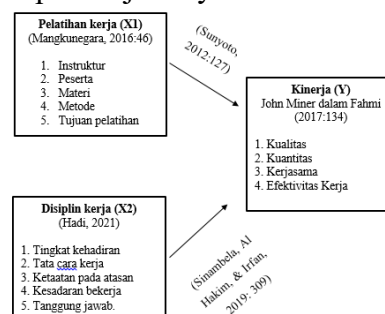 Pelatihan kerja (X1)
(Mangkunegara, 2016:46)
1. Instruktur
2. Peserta
3. Materi
4. Metode
5. Tujuan pelatihan
(Sunyoto,
2012:127)
Kinerja (Y)
John Miner dalam Fahmi
(2017:134)
1. Kualitas
2. Kuantitas
3. Kerjasama
4. Efektivitas Kerja
Disiplin kerja (X2)
(Hadi, 2021)
1. Tingkat kehadiran
2. Tata cara kerja
3. Ketaatan pada atasan
4. Kesadaran bekerja
5. Tanggung jawab.
(Sinambela, Al
Hakim, & Irfan,
2019: 309)